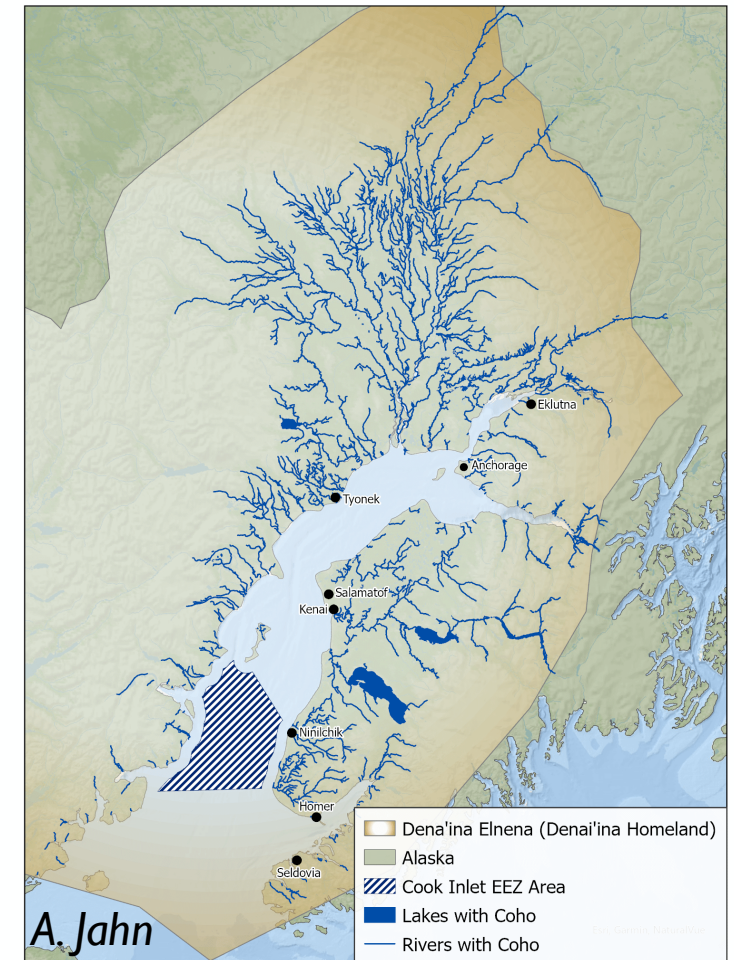 Eklutna
Anchorage
Tyonek
Salamatof
Kenai
Ninilchik
Homer
Seldovia
Dena'ina Elnena (Denai'ina Homeland)
Alaska
Cook Inlet EEZ Area
Lakes with Coho
Rivers with Coho
A. Jahn